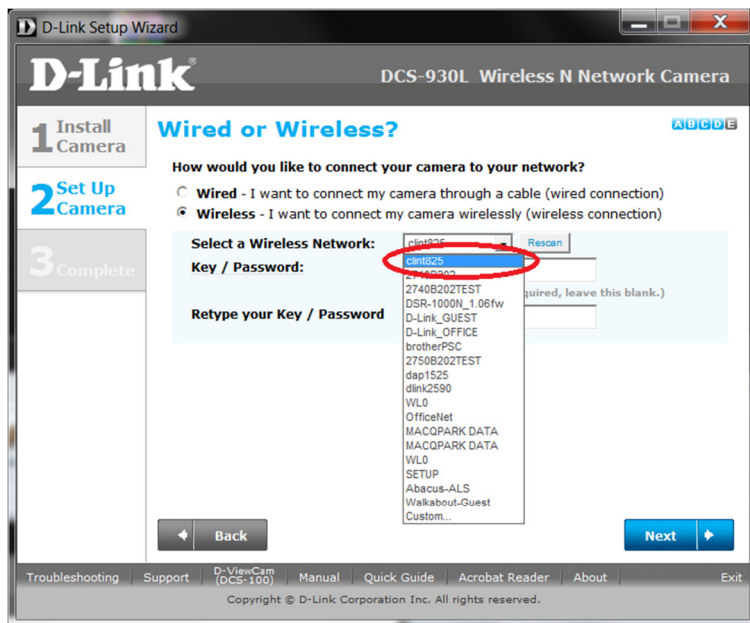 D-Link Setup Wizard
D-Link®
DCS-930L Wireless N Network Camera
1 Install Camera
2 Set Up Camera
3 Complete
Wired or Wireless?
A B C D E
How would you like to connect your camera to your network?
Wired - I want to connect my camera through a cable (wired connection)
Wireless - I want to connect my camera wirelessly (wireless connection)
Select a Wireless Network: clint825 Rescan
Key / Password:
quired, leave this blank.)
Retype your Key / Password
clint825
2740B202
2740B202TEST
DSR-1000N_1.06fw
D-Link_GUEST
D-Link_OFFICE
brotherPSC
2750B202TEST
dap1525
dlink2590
WL0
OfficeNet
MACQPARK DATA
MACQPARK DATA
WL0
SETUP
Abacus-ALS
Walkabout-Guest
Custom...
Back
Next
Troubleshooting Support D-ViewCam (DCS-100) Manual Quick Guide Acrobat Reader About Exit
Copyright © D-Link Corporation Inc. All rights reserved.